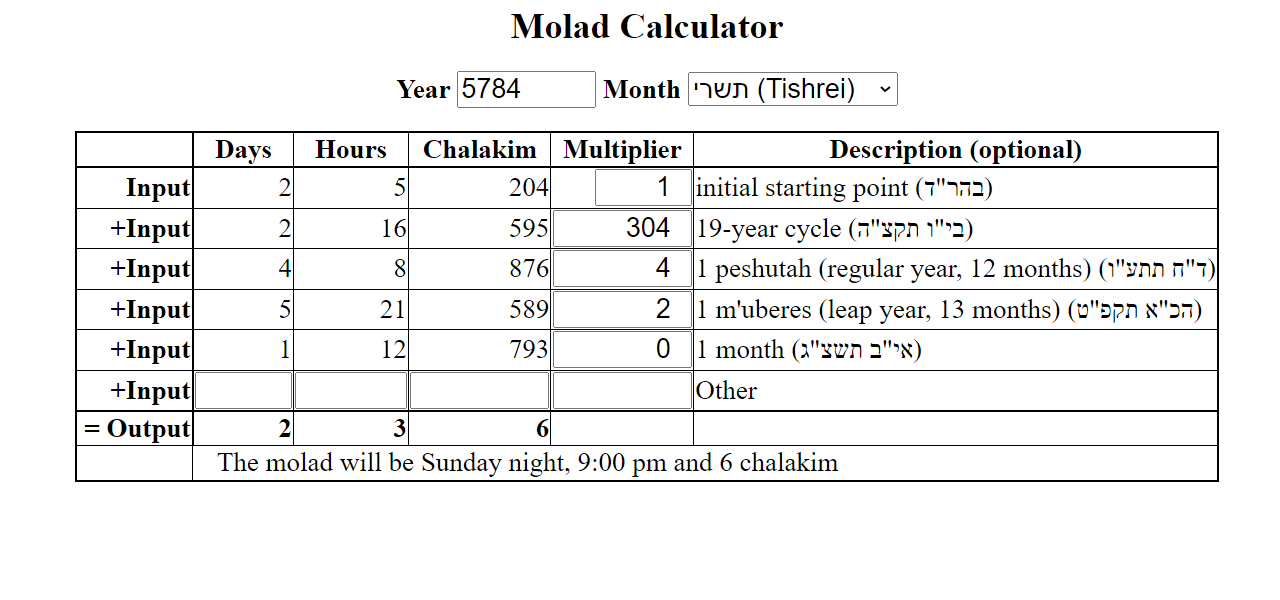 Molad Calculator
Year 5784 Month תשרי (Tishrei)
Days Hours Chalakim Multiplier Description (optional)
Input 2 5 204 1 initial starting point (בהר"ד)
+Input 2 16 595 304 19-year cycle (בי"ו תקצ"ה)
+Input 4 8 876 4 1 peshutah (regular year, 12 months) (ד"ח תתע"ו)
+Input 5 21 589 2 1 m'uberes (leap year, 13 months) (הכ"א תקפ"ט)
+Input 1 12 793 0 1 month (אי"ב תשצ"ג)
+Input Other
= Output 2 3 6
The molad will be Sunday night, 9:00 pm and 6 chalakim